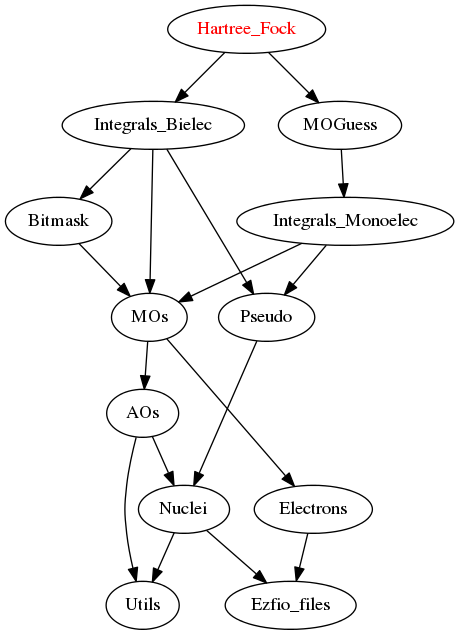 Hartree_Fock
Integrals_Bielec
MOGuess
Bitmask
Integrals_Monoelec
MOs
Pseudo
AOs
Nuclei
Electrons
Utils
Ezfio_files